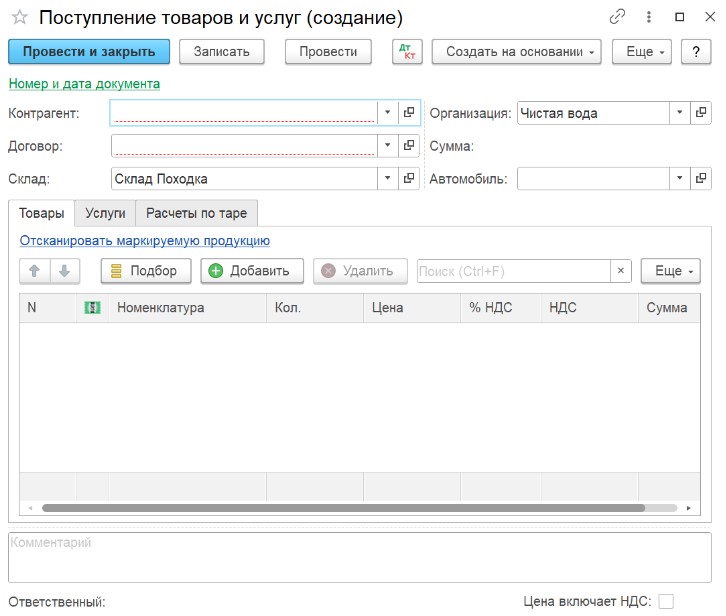 Поступление товаров и услуг (создание)
Провести и закрыть Записать Провести Дт Кт Создать на основании Еще ?
Номер и дата документа
Контрагент: Организация: Чистая вода
Договор: Сумма:
Склад: Склад Походка Автомобиль:
Товары Услуги Расчеты по таре
Отсканировать маркируемую продукцию
Подбор Добавить Удалить Поиск (Ctrl+F) × Еще
N Номенклатура Кол. Цена % НДС НДС Сумма
Комментарий
Ответственный: Цена включает НДС: